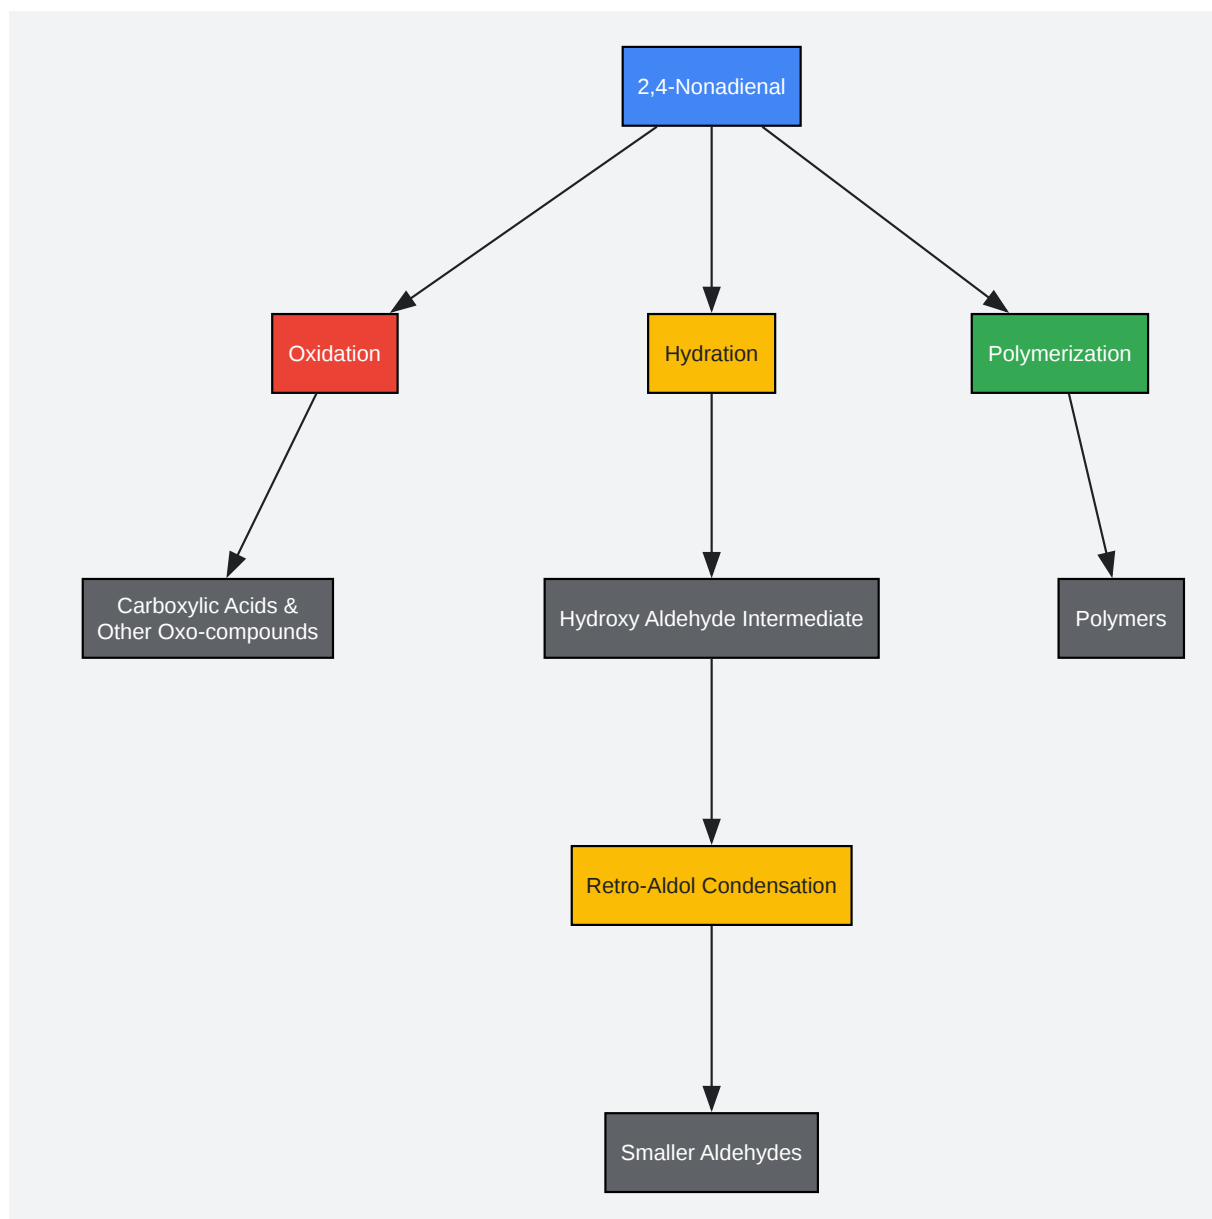 2,4-Nonadienal
Oxidation
Hydration
Polymerization
Carboxylic Acids &
Other Oxo-compounds
Hydroxy Aldehyde Intermediate
Polymers
Retro-Aldol Condensation
Smaller Aldehydes